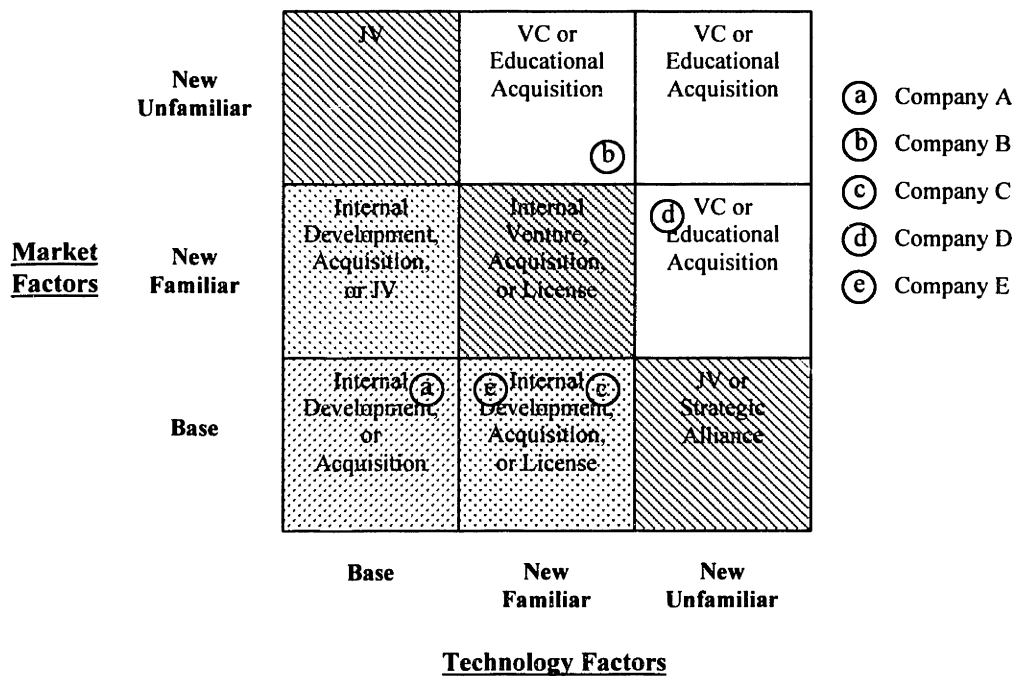 JV
VC or
Educational
Acquisition
VC or
Educational
Acquisition
New
Unfamiliar
b
a Company A
b Company B
c Company C
d Company D
e Company E
Internal
Development,
Acquisition,
or JV
Internal
Venture,
Acquisition,
or License
d VC or
Educational
Acquisition
Market
Factors
New
Familiar
Internal a
Development,
or
Acquisition
e Internal c
Development,
Acquisition,
or License
JV or
Strategic
Alliance
Base
Base
New
Familiar
New
Unfamiliar
Technology Factors